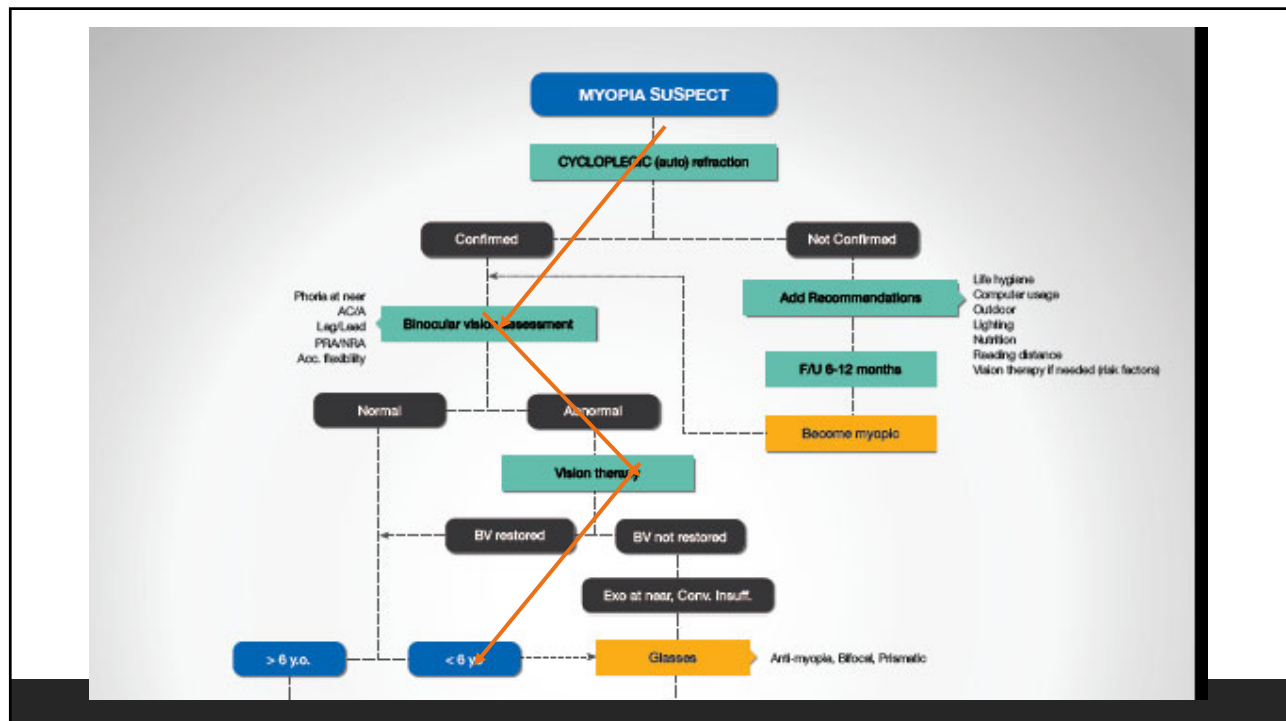 MYOPIA SUSPECT
CYCLOPLEGIC (auto) refraction
Confirmed
Not Confirmed
Phoria at near
AC/A
Lag/Lead
PRA/NRA
Acc. flexibility
Binocular vision assessment
Add Recommendations
Life hygiene
Computer usage
Outdoor
Lighting
Nutrition
Reading distance
Vision therapy if needed (risk factors)
F/U 6-12 months
Normal
Abnormal
Become myopic
Vision therapy
BV restored
BV not restored
Exo at near, Conv. Insuff.
> 6 y.o.
< 6 y.o.
Glasses
Anti-myopia, Bifocal, Prismatic